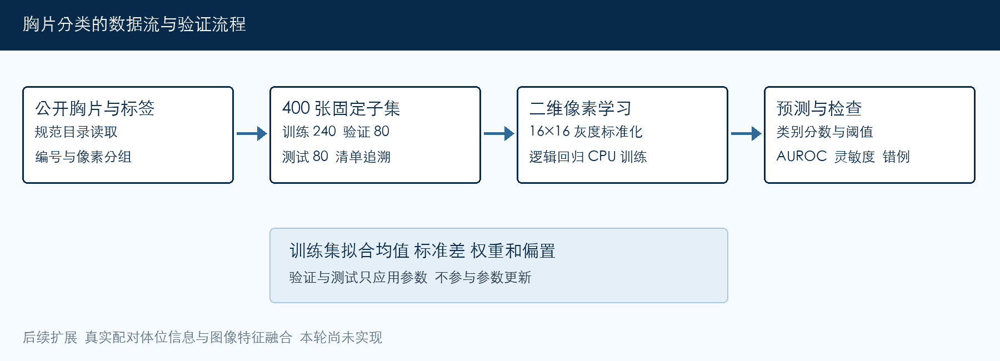 胸片分类的数据流与验证流程
公开胸片与标签
规范目录读取
编号与像素分组
400 张固定子集
训练 240 验证 80
测试 80 清单追溯
二维像素学习
16×16 灰度标准化
逻辑回归 CPU 训练
预测与检查
类别分数与阈值
AUROC 灵敏度 错例
训练集拟合均值 标准差 权重和偏置
验证与测试只应用参数 不参与参数更新
后续扩展 真实配对体位信息与图像特征融合 本轮尚未实现